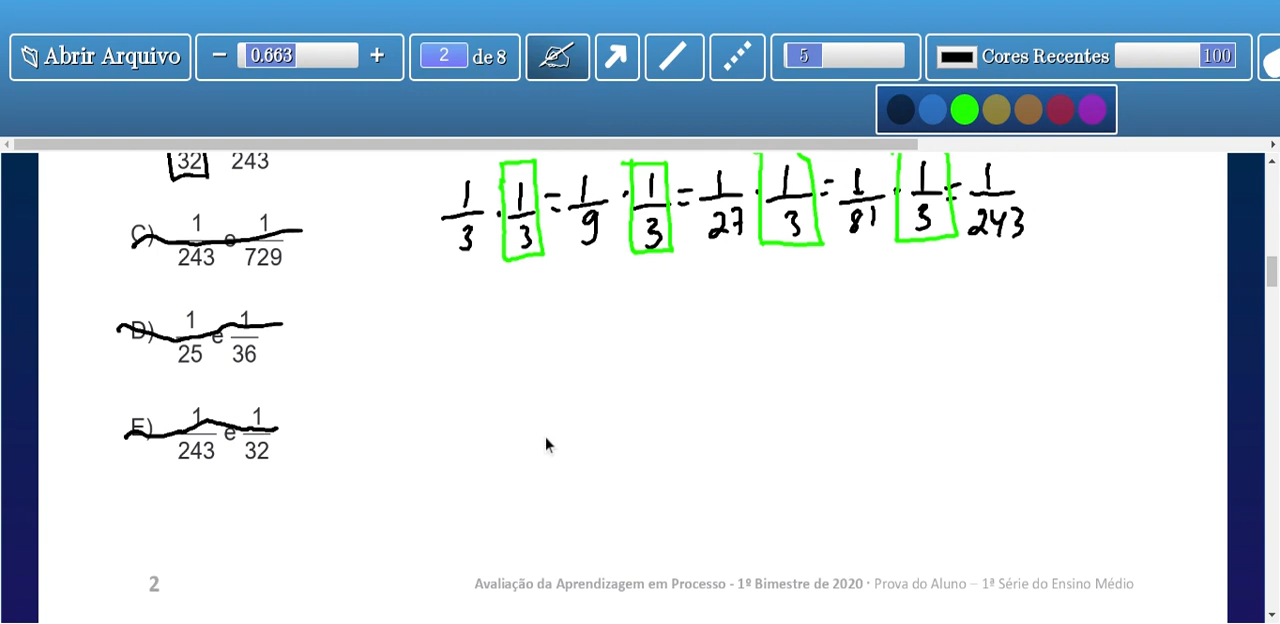 Abrir Arquivo − 0.663 + 2 de 8 5 Cores Recentes 100
32 243
1/3 · 1/3 = 1/9 · 1/3 = 1/27 · 1/3 = 1/81 · 1/3 = 1/243
C) 1/243 e 1/729
D) 1/25 e 1/36
E) 1/243 e 1/32
2 Avaliação da Aprendizagem em Processo - 1º Bimestre de 2020 · Prova do Aluno – 1ª Série do Ensino Médio